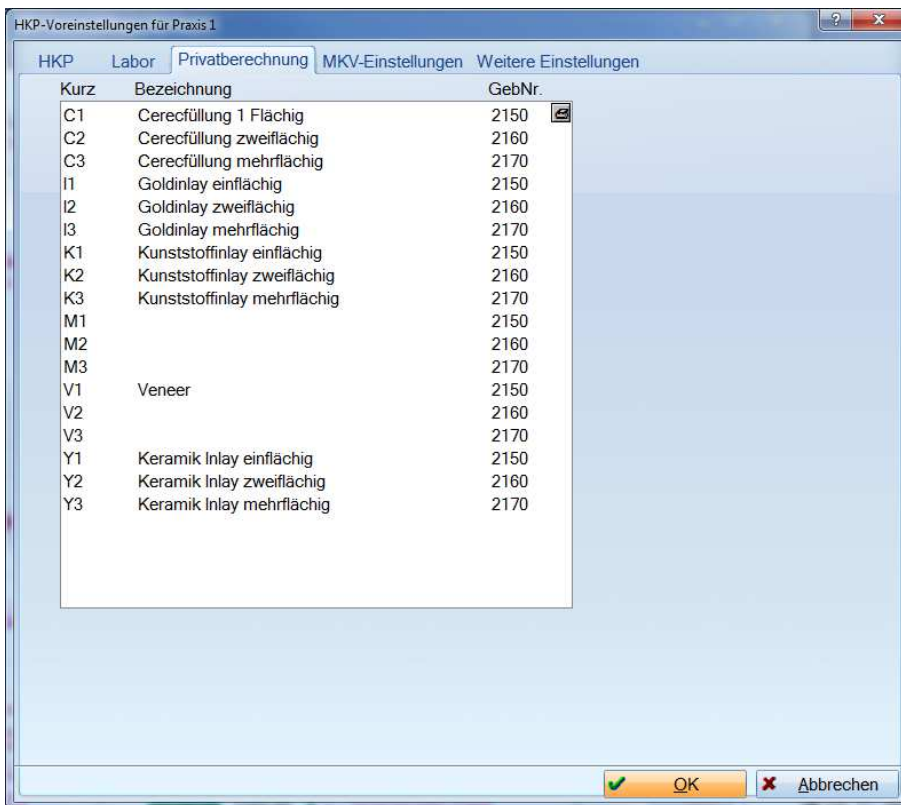 HKP-Voreinstellungen für Praxis 1
HKP Labor Privatberechnung MKV-Einstellungen Weitere Einstellungen
Kurz Bezeichnung GebNr.
C1 Cerecfüllung 1 Flächig 2150
C2 Cerecfüllung zweiflächig 2160
C3 Cerecfüllung mehrflächig 2170
I1 Goldinlay einflächig 2150
I2 Goldinlay zweiflächig 2160
I3 Goldinlay mehrflächig 2170
K1 Kunststoffinlay einflächig 2150
K2 Kunststoffinlay zweiflächig 2160
K3 Kunststoffinlay mehrflächig 2170
M1 2150
M2 2160
M3 2170
V1 Veneer 2150
V2 2160
V3 2170
Y1 Keramik Inlay einflächig 2150
Y2 Keramik Inlay zweiflächig 2160
Y3 Keramik Inlay mehrflächig 2170
OK Abbrechen